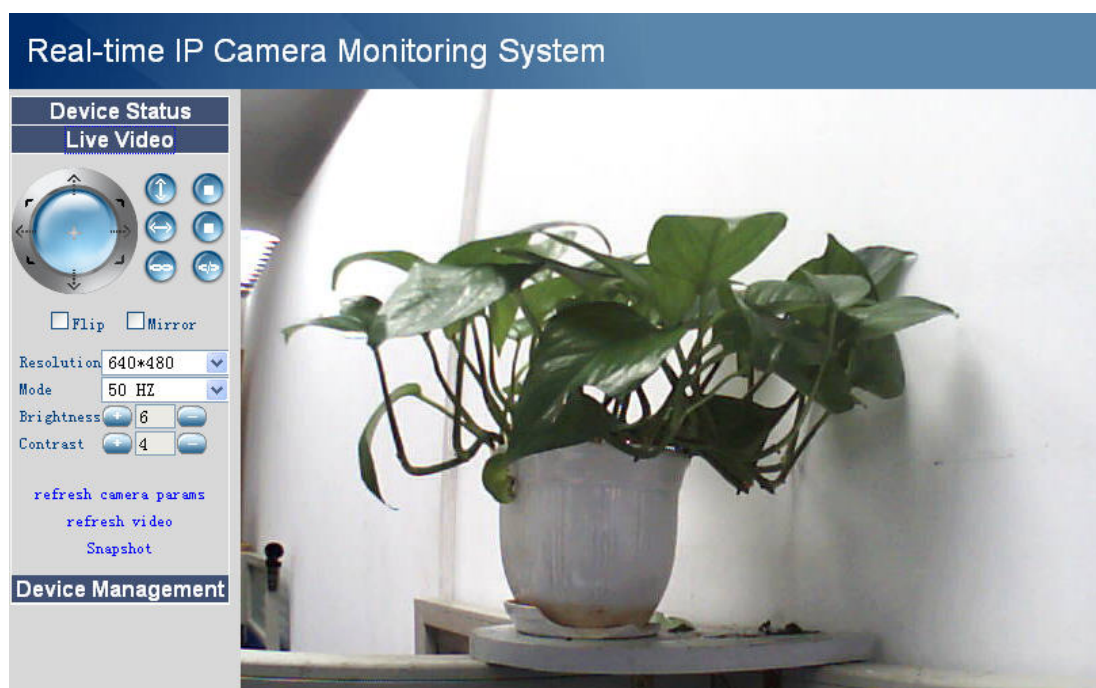 Real-time IP Camera Monitoring System
Device Status
Live Video
Flip Mirror
Resolution 640*480
Mode 50 HZ
Brightness + 6 -
Contrast + 4 -
refresh camera params
refresh video
Snapshot
Device Management